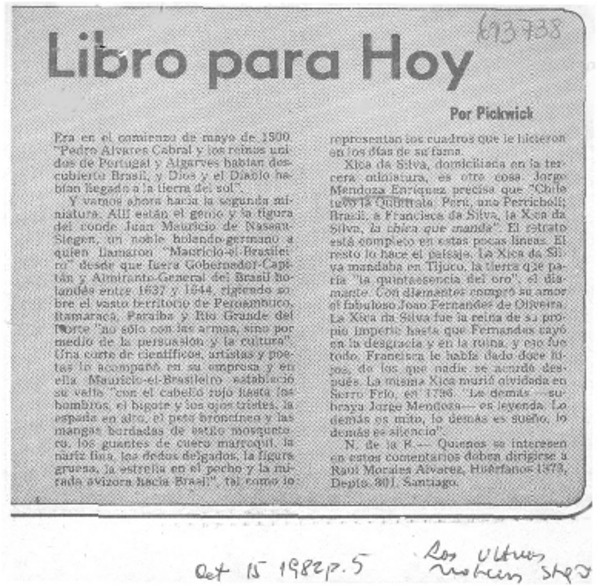 693738
Libro para Hoy
Por Pickwick
Era en el comienzo de mayo de 1500.
"Pedro Alvares Cabral y los reinos uni-
dos de Portugal y Algarves habían des-
cubierto Brasil, y Dios y el Diablo ha-
bían llegado a la tierra del sol".
Y vamos ahora hacia la segunda mi-
niatura. Allí están el genio y la figura
del conde Juan Mauricio de Nassau-
Siegen, un noble holando-germano a
quien llamaron "Mauricio-el-Brasilei-
ro" desde que fuera Gobernador-Capi-
tán y Almirante-General del Brasil ho-
landés entre 1637 y 1644, rigiendo so-
bre el vasto territorio de Pernambuco,
Itamaracá, Paraíba y Río Grande del
Norte "no sólo con las armas, sino por
medio de la persuasión y la cultura".
Una corte de científicos, artistas y poe-
tas lo acompañó en su empresa y en
ella Mauricio-el-Brasileiro estableció
su valía "con el cabello rojo hasta los
hombros, el bigote y los ojos tristes, la
espada en alto, el peto broncíneo y las
mangas bordadas de estilo mosquete-
ro, los guantes de cuero marroquí, la
nariz fina, los dedos delgados, la figura
gruesa, la estrella en el pecho y la mi-
rada avizora hacia Brasil", tal como lo
representan los cuadros que le hicieron
en los días de su fama.
Xica da Silva, domiciliada en la ter-
cera miniatura, es otra cosa. Jorge
Mendoza Enríquez precisa que "Chile
tuvo la Quintrala; Perú, una Perricholi;
Brasil, a Francisca da Silva, la Xica da
Silva, la chica que manda". El retrato
está completo en estas pocas líneas. El
resto lo hace el paisaje. La Xica da Sil-
va mandaba en Tijuco, la tierra que pa-
ría "la quintaesencia del oro", el dia-
mante. Con diamantes compró su amor
el fabuloso Joao Fernandes de Oliveira.
La Xica da Silva fue la reina de su pro-
pio imperio hasta que Fernandes cayó
en la desgracia y en la ruina, y eso fue
todo. Francisca le había dado doce hi-
jos, de los que nadie se acordó des-
pués. La misma Xica murió olvidada en
Serro Frío, en 1796. "Lo demás —su-
braya Jorge Mendoza— es leyenda. Lo
demás es mito, lo demás es sueño, lo
demás es silencio".
N. de la R.— Quienes se interesen
en estos comentarios deben dirigirse a
Raúl Morales Alvarez, Huérfanos 1373,
Depto. 801, Santiago.
Oct 15 1982 p. 5
Las Ultimas
Noticias Stgo